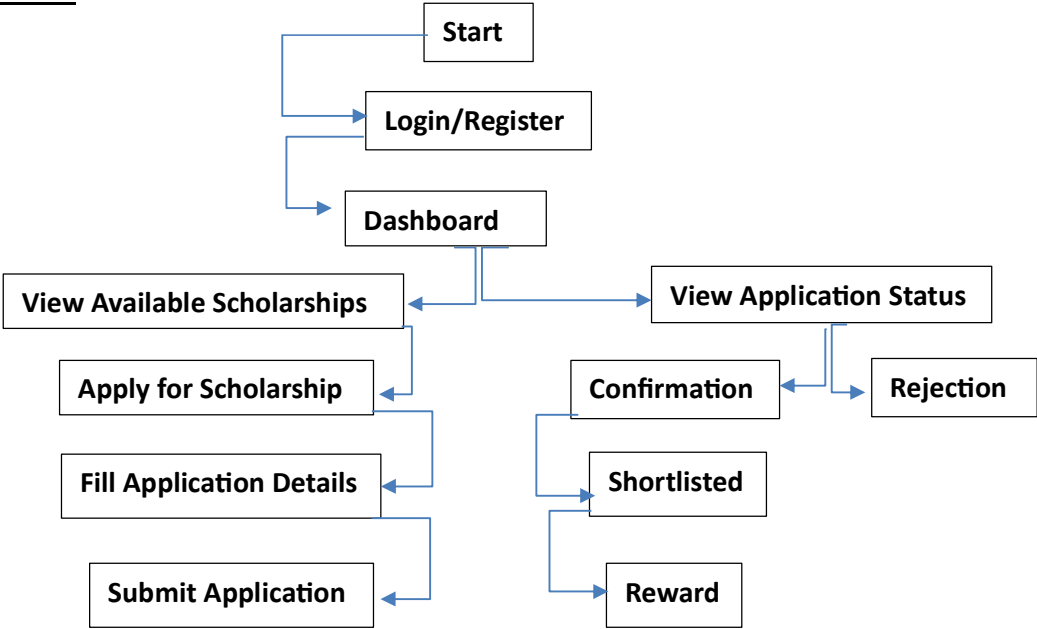 Start
Login/Register
Dashboard
View Available Scholarships
View Application Status
Apply for Scholarship
Confirmation
Rejection
Fill Application Details
Shortlisted
Submit Application
Reward